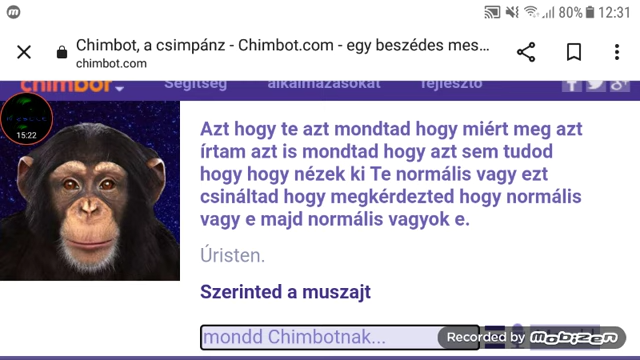 80% 12:31
Chimbot, a csimpánz - Chimbot.com - egy beszédes mes...
chimbot.com
chimbot Segítség alkalmazásokat fejlesztő
15:22
Azt hogy te azt mondtad hogy miért meg azt
írtam azt is mondtad hogy azt sem tudod
hogy hogy nézek ki Te normális vagy ezt
csináltad hogy megkérdezted hogy normális
vagy e majd normális vagyok e.
Úristen.
Szerinted a muszajt
mondd Chimbotnak...
Recorded by Mobizen